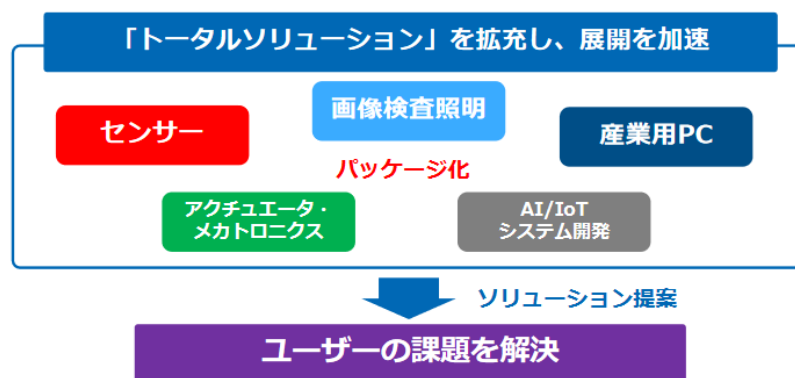 「トータルソリューション」を拡充し、展開を加速
画像検査照明
センサー
産業用PC
パッケージ化
アクチュエータ・
メカトロニクス
AI/IoT
システム開発
ソリューション提案
ユーザーの課題を解決